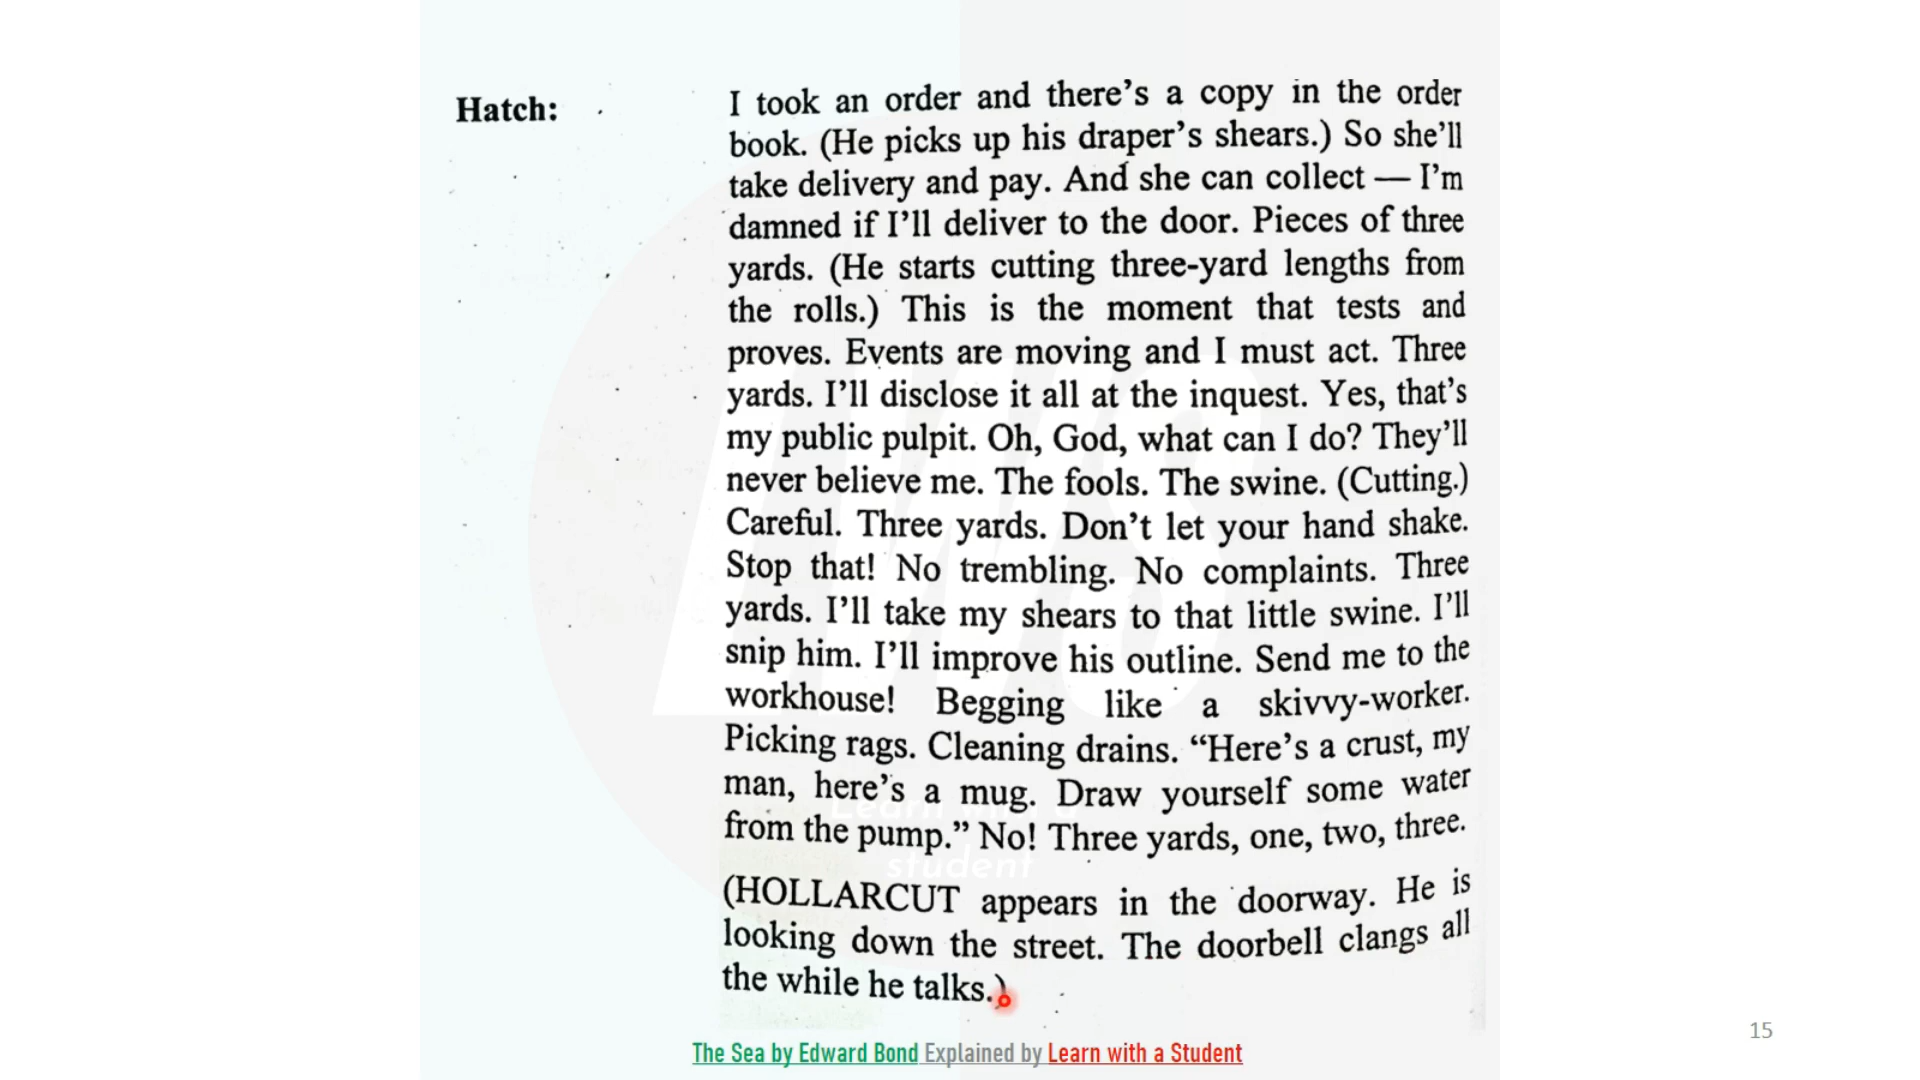 Hatch:
I took an order and there's a copy in the order
book. (He picks up his draper's shears.) So she'll
take delivery and pay. And she can collect — I'm
damned if I'll deliver to the door. Pieces of three
yards. (He starts cutting three-yard lengths from
the rolls.) This is the moment that tests and
proves. Events are moving and I must act. Three
yards. I'll disclose it all at the inquest. Yes, that's
my public pulpit. Oh, God, what can I do? They'll
never believe me. The fools. The swine. (Cutting.)
Careful. Three yards. Don't let your hand shake.
Stop that! No trembling. No complaints. Three
yards. I'll take my shears to that little swine. I'll
snip him. I'll improve his outline. Send me to the
workhouse! Begging like a skivvy-worker.
Picking rags. Cleaning drains. "Here's a crust, my
man, here's a mug. Draw yourself some water
from the pump." No! Three yards, one, two, three.
(HOLLARCUT appears in the doorway. He is
looking down the street. The doorbell clangs all
the while he talks.)
LWS
Learn with a
student
The Sea by Edward Bond Explained by Learn with a Student
15